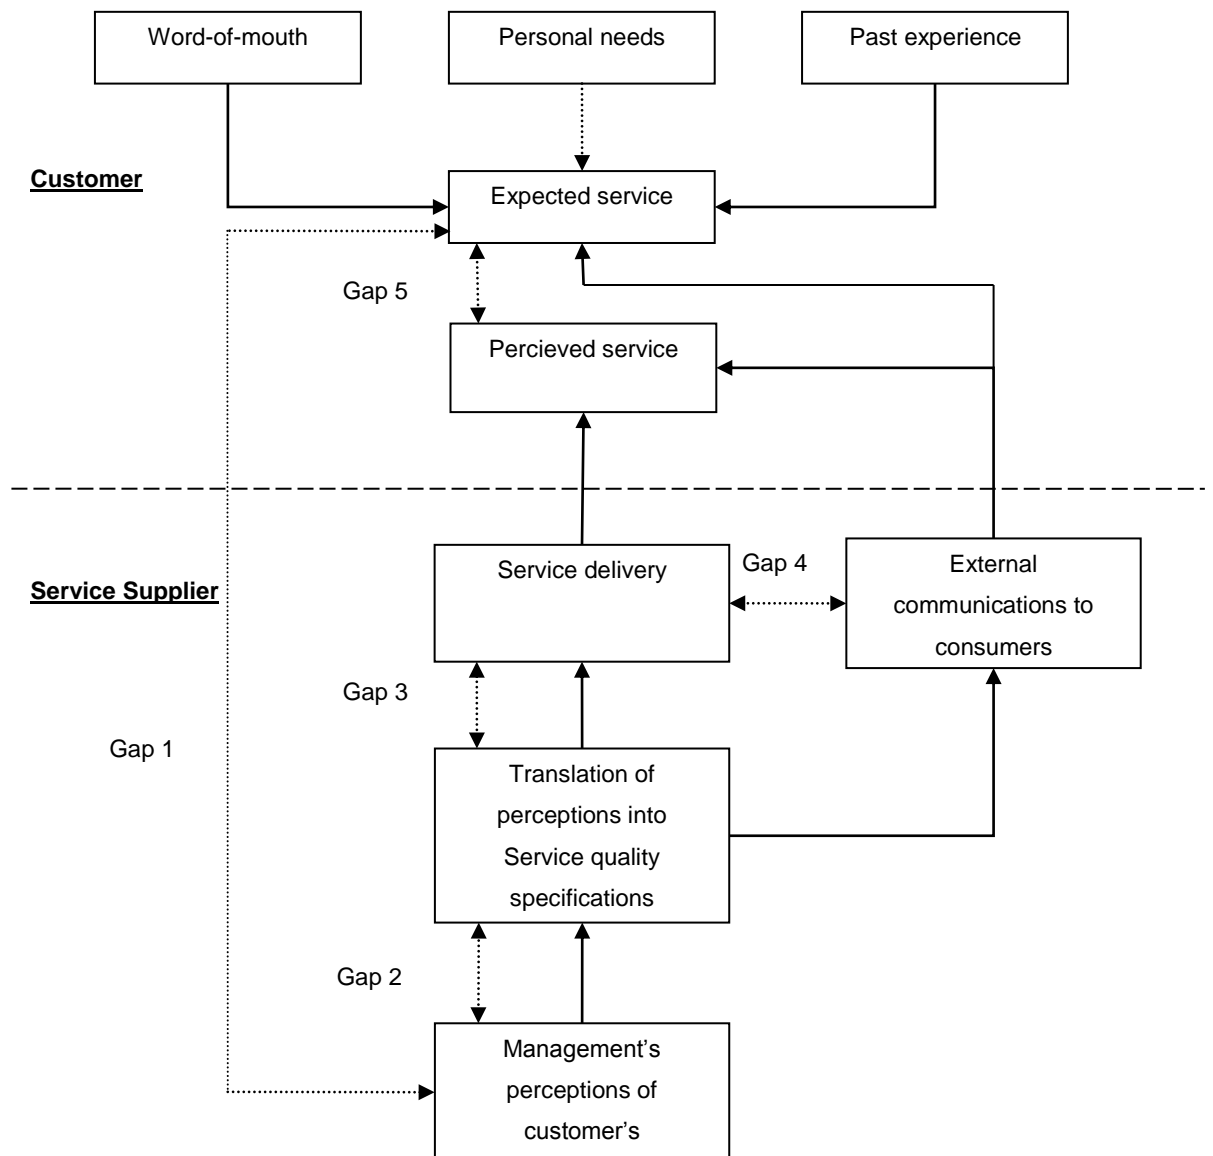 Word-of-mouth
Personal needs
Past experience
Customer
Expected service
Gap 5
Percieved service
Service delivery
Gap 4
External
communications to
consumers
Service Supplier
Gap 3
Gap 1
Translation of
perceptions into
Service quality
specifications
Gap 2
Management’s
perceptions of
customer’s